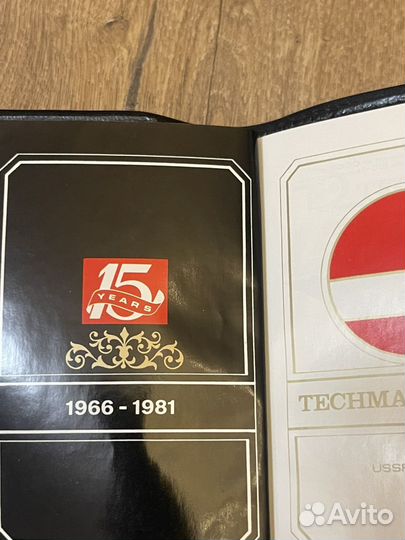 15
YEARS
1966 - 1981
TECHMA
USSR
Avito